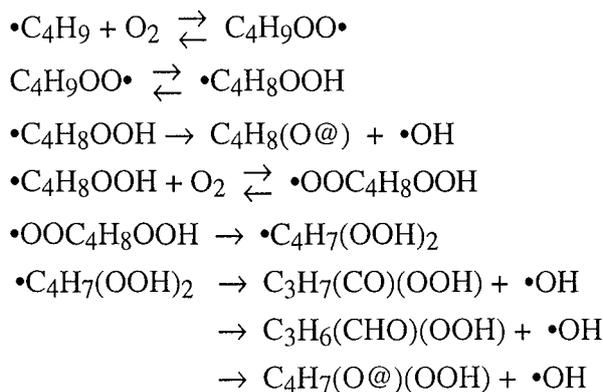 •C4H9 + O2 ⇄ C4H9OO•
C4H9OO• ⇄ •C4H8OOH
•C4H8OOH → C4H8(O@) + •OH
•C4H8OOH + O2 ⇄ •OOC4H8OOH
•OOC4H8OOH → •C4H7(OOH)2
•C4H7(OOH)2 → C3H7(CO)(OOH) + •OH
→ C3H6(CHO)(OOH) + •OH
→ C4H7(O@)(OOH) + •OH